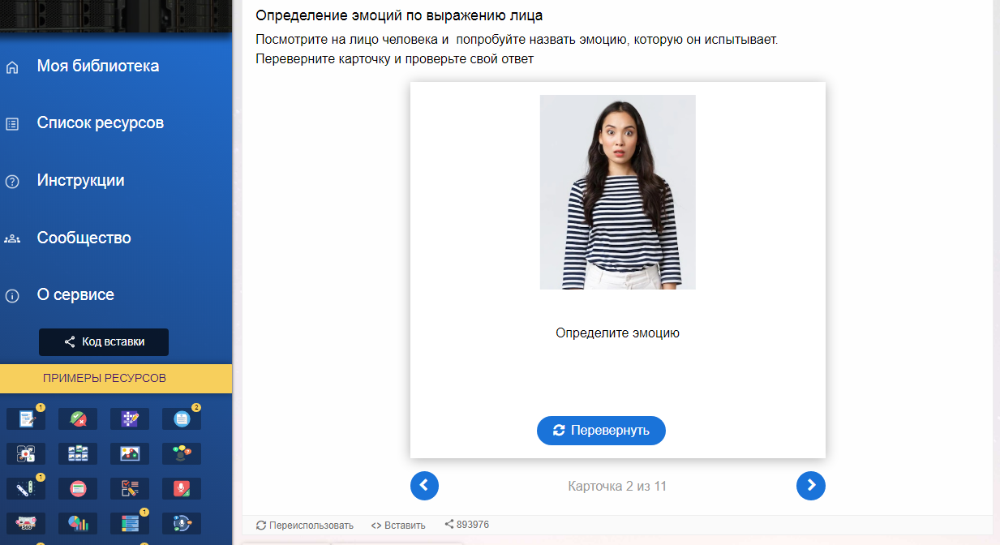 Моя библиотека
Список ресурсов
Инструкции
Сообщество
О сервисе
Код вставки
ПРИМЕРЫ РЕСУРСОВ
1
2
1
1
360
Определение эмоций по выражению лица
Посмотрите на лицо человека и попробуйте назвать эмоцию, которую он испытывает.
Переверните карточку и проверьте свой ответ
Определите эмоцию
Перевернуть
Карточка 2 из 11
Переиспользовать
<> Вставить
893976